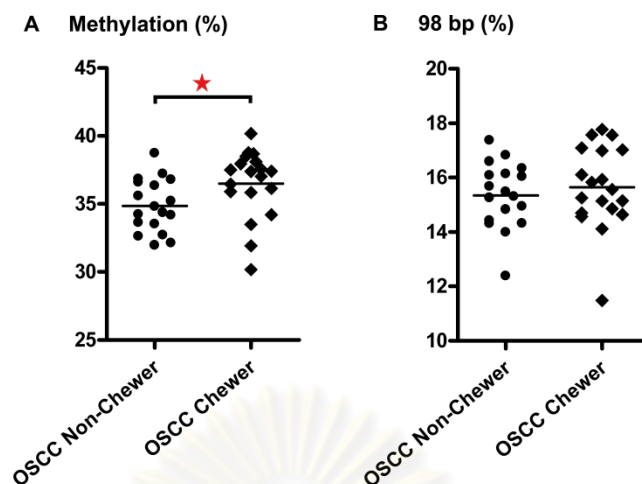 A Methylation (%)
45
40
35
30
25
OSCC Non-Chewer
OSCC Chewer
B 98 bp (%)
20
18
16
14
12
10
OSCC Non-Chewer
OSCC Chewer